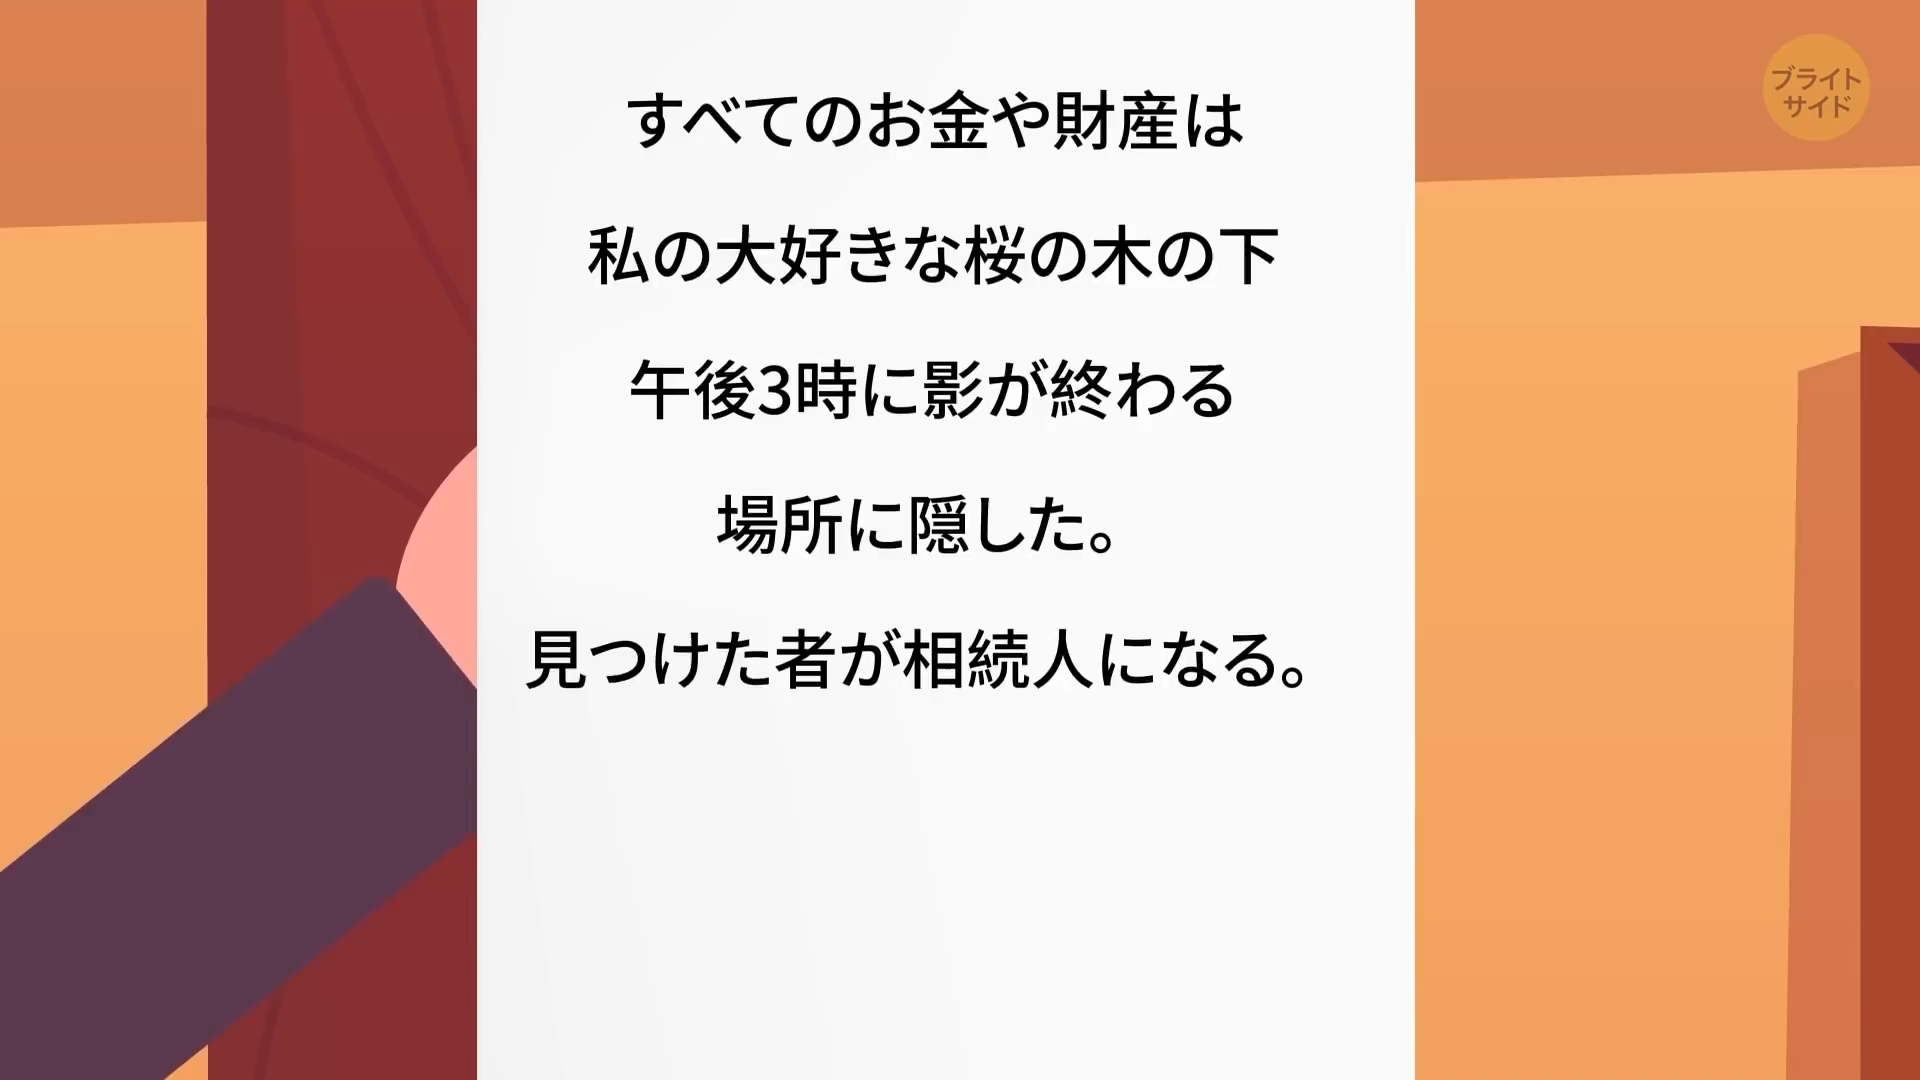 すべてのお金や財産は
私の大好きな桜の木の下
午後3時に影が終わる
場所に隠した。
見つけた者が相続人になる。
ブライト
サイド